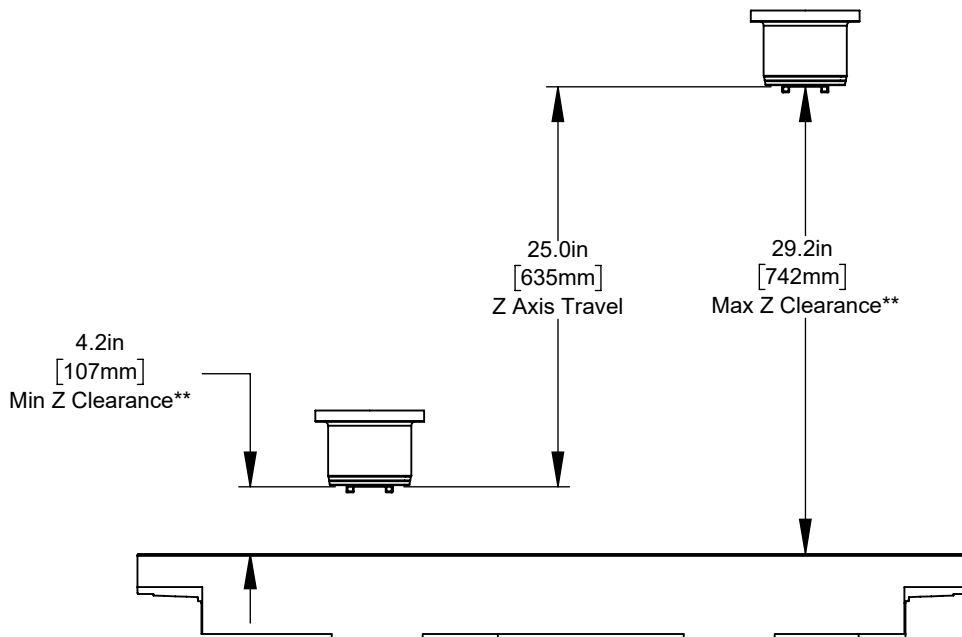 25.0in
[635mm]
Z Axis Travel
29.2in
[742mm]
Max Z Clearance**
4.2in
[107mm]
Min Z Clearance**